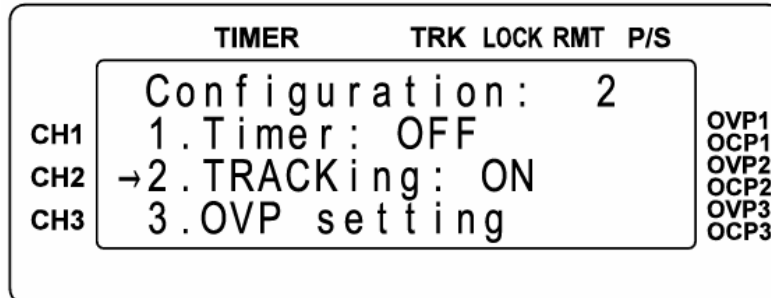 TIMER TRK LOCK RMT P/S
Configuration: 2
CH1 1.Timer: OFF OVP1
OCP1
CH2 →2.TRACKing: ON OVP2
OCP2
CH3 3.OVP setting OVP3
OCP3